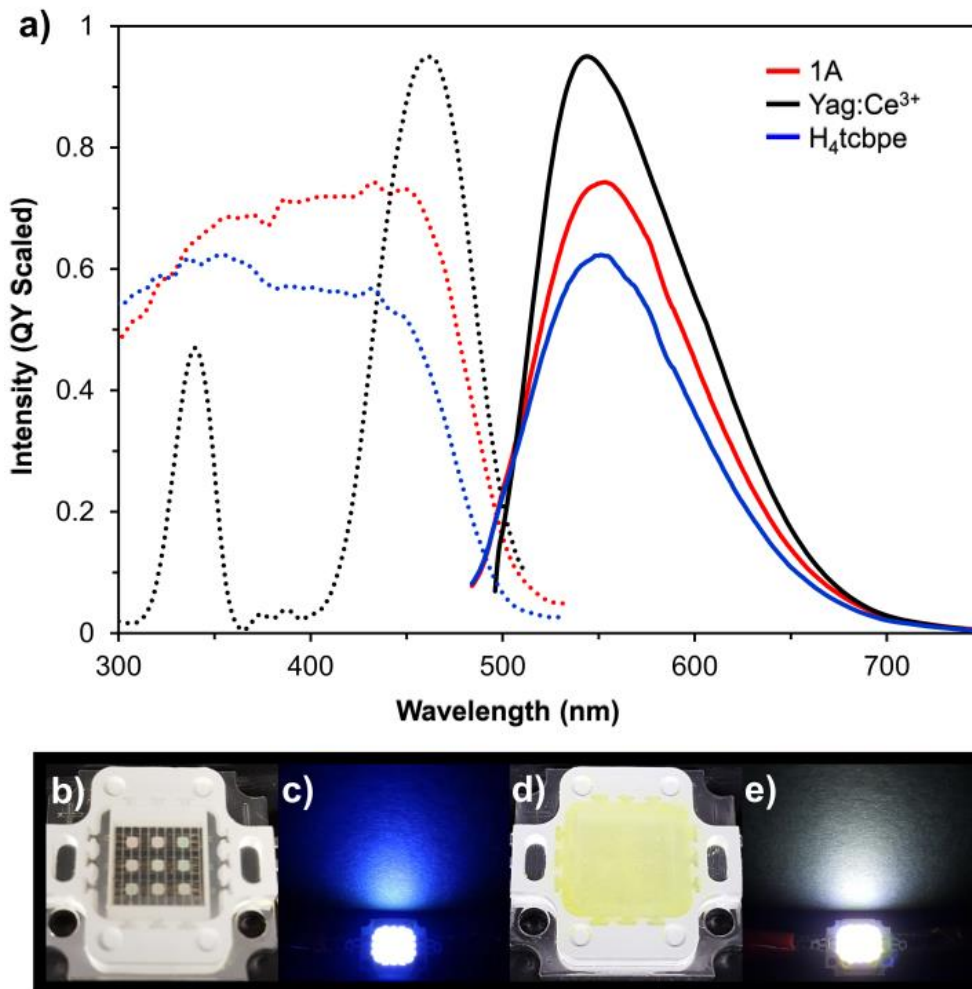 a)
1
0.8
0.6
0.4
0.2
0
Intensity (QY Scaled)
1A
Yag:Ce³⁺
H₄tcbpe
300
400
500
600
700
Wavelength (nm)
b)
c)
d)
e)